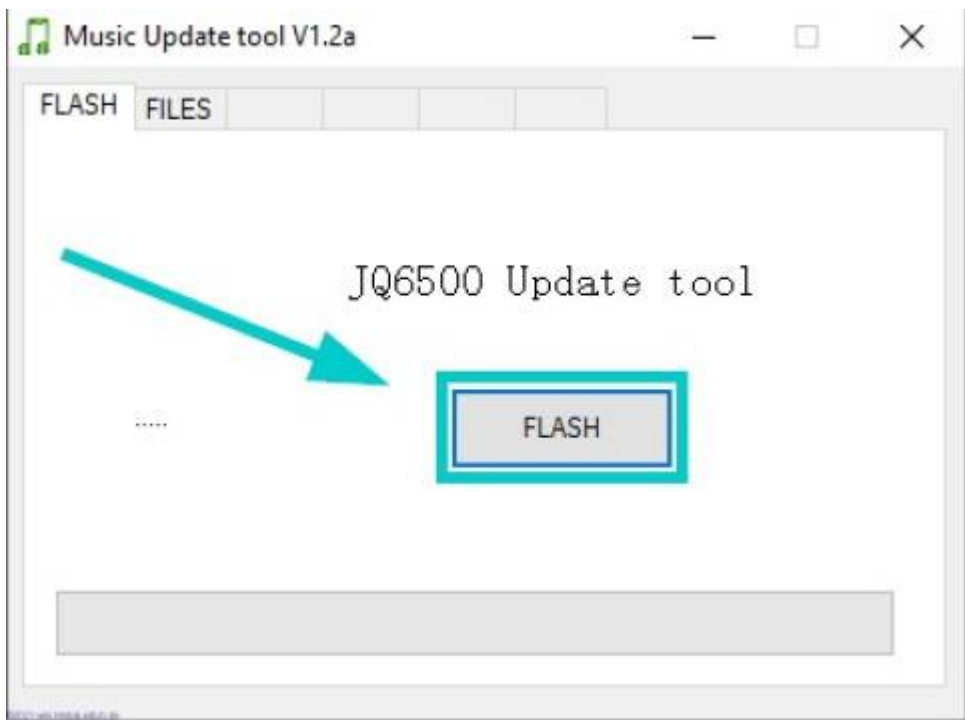 Music Update tool V1.2a
FLASH FILES
JQ6500 Update tool
.....
FLASH